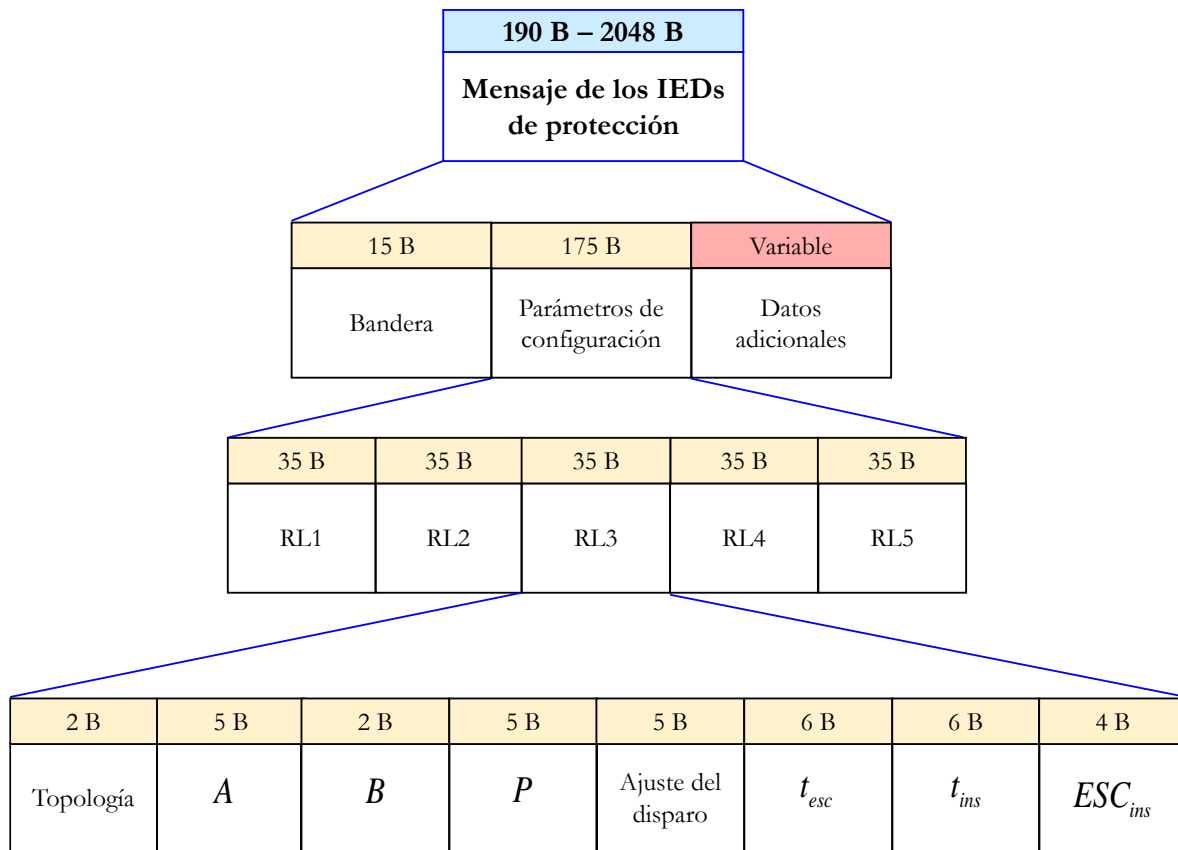 190 B – 2048 B
Mensaje de los IEDs
de protección
15 B 175 B Variable
Bandera
Parámetros de
configuración
Datos
adicionales
35 B 35 B 35 B 35 B 35 B
RL1 RL2 RL3 RL4 RL5
2 B 5 B 2 B 5 B 5 B 6 B 6 B 4 B
Topología
A
B
P
Ajuste del
disparo
t_esc
t_ins
ESC_ins